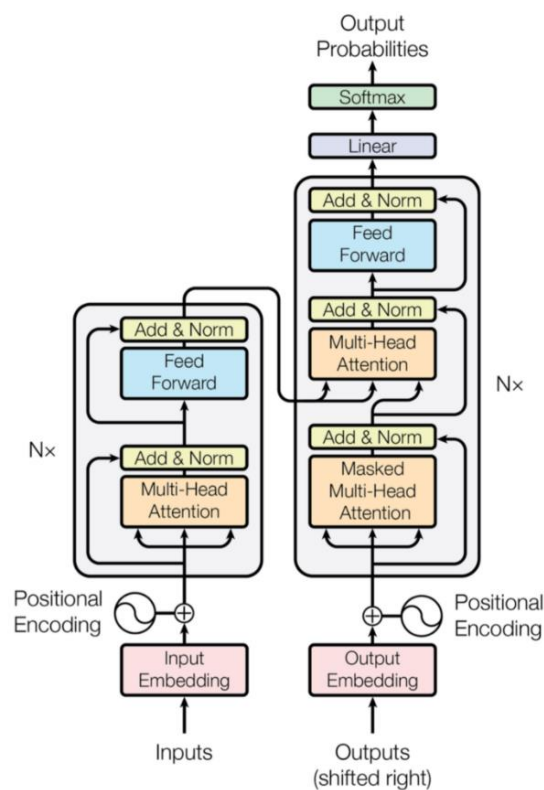 Output
Probabilities
Softmax
Linear
Add & Norm
Feed
Forward
Add & Norm
Multi-Head
Attention
Add & Norm
Masked
Multi-Head
Attention
N×
Add & Norm
Feed
Forward
Add & Norm
Multi-Head
Attention
N×
Positional
Encoding
Positional
Encoding
Input
Embedding
Output
Embedding
Inputs
Outputs
(shifted right)